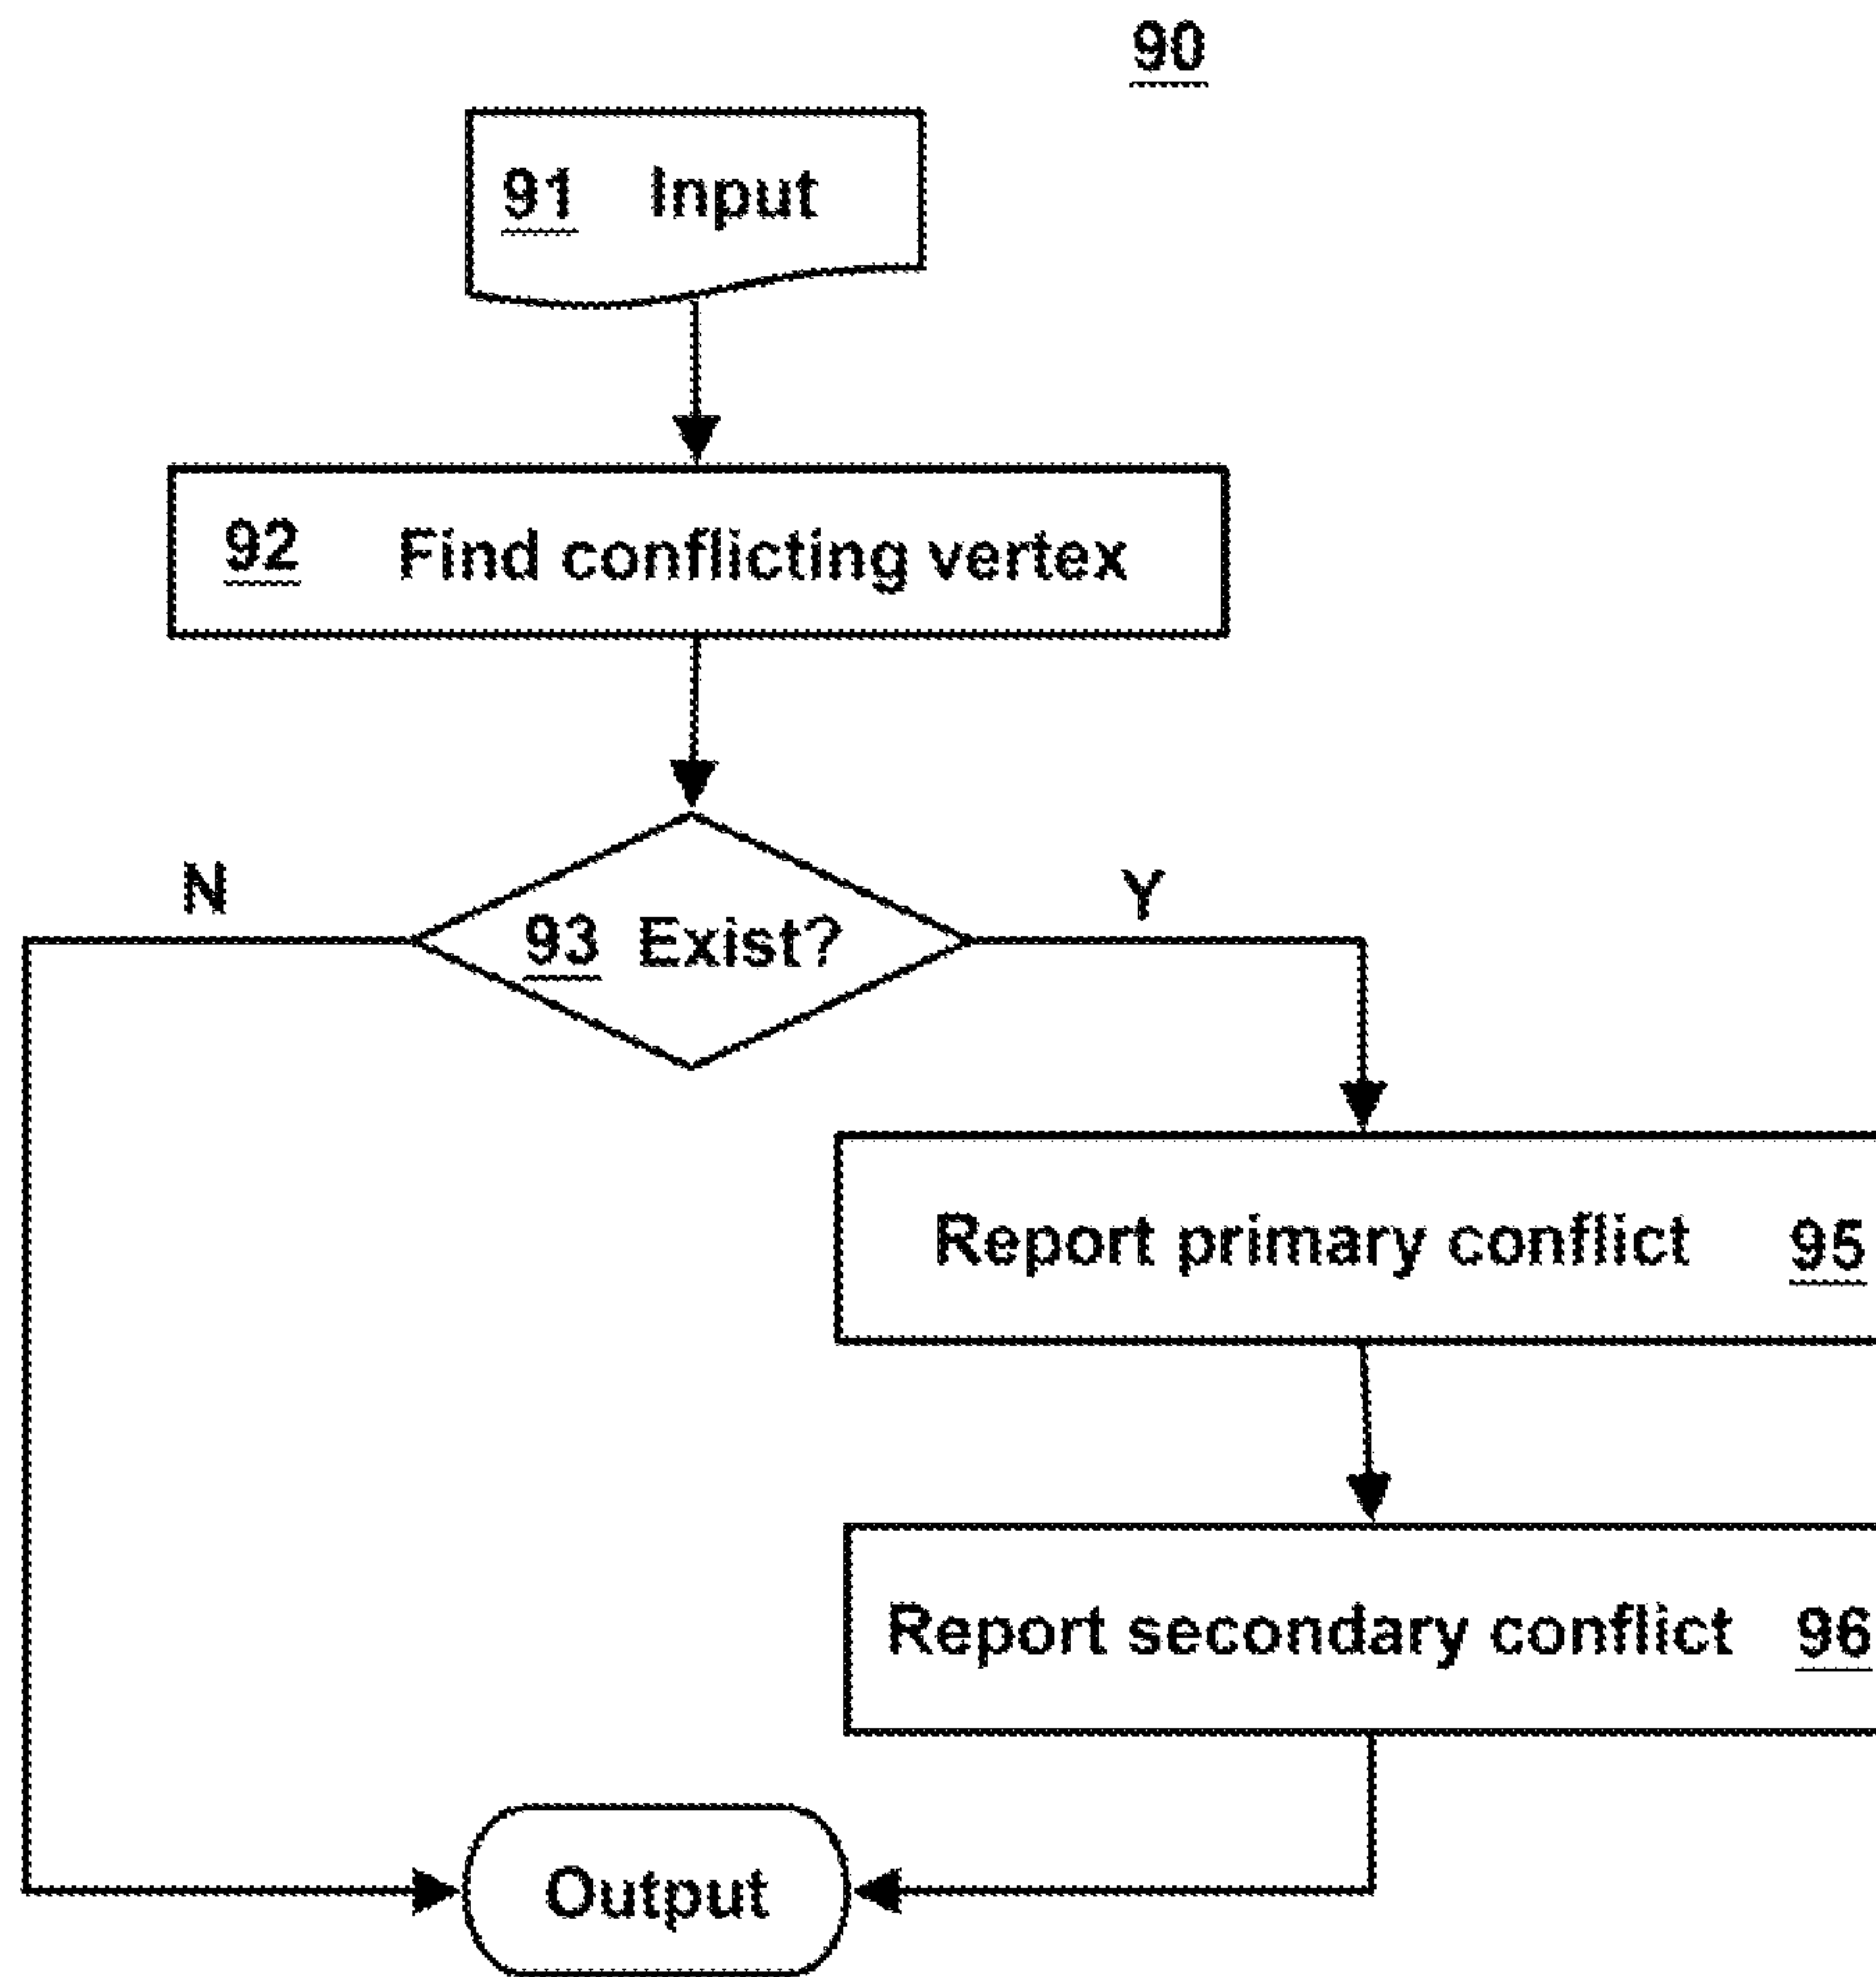 90
91 Input
92 Find conflicting vertex
N
Y
93 Exist?
Report primary conflict 95
Report secondary conflict 96
Output